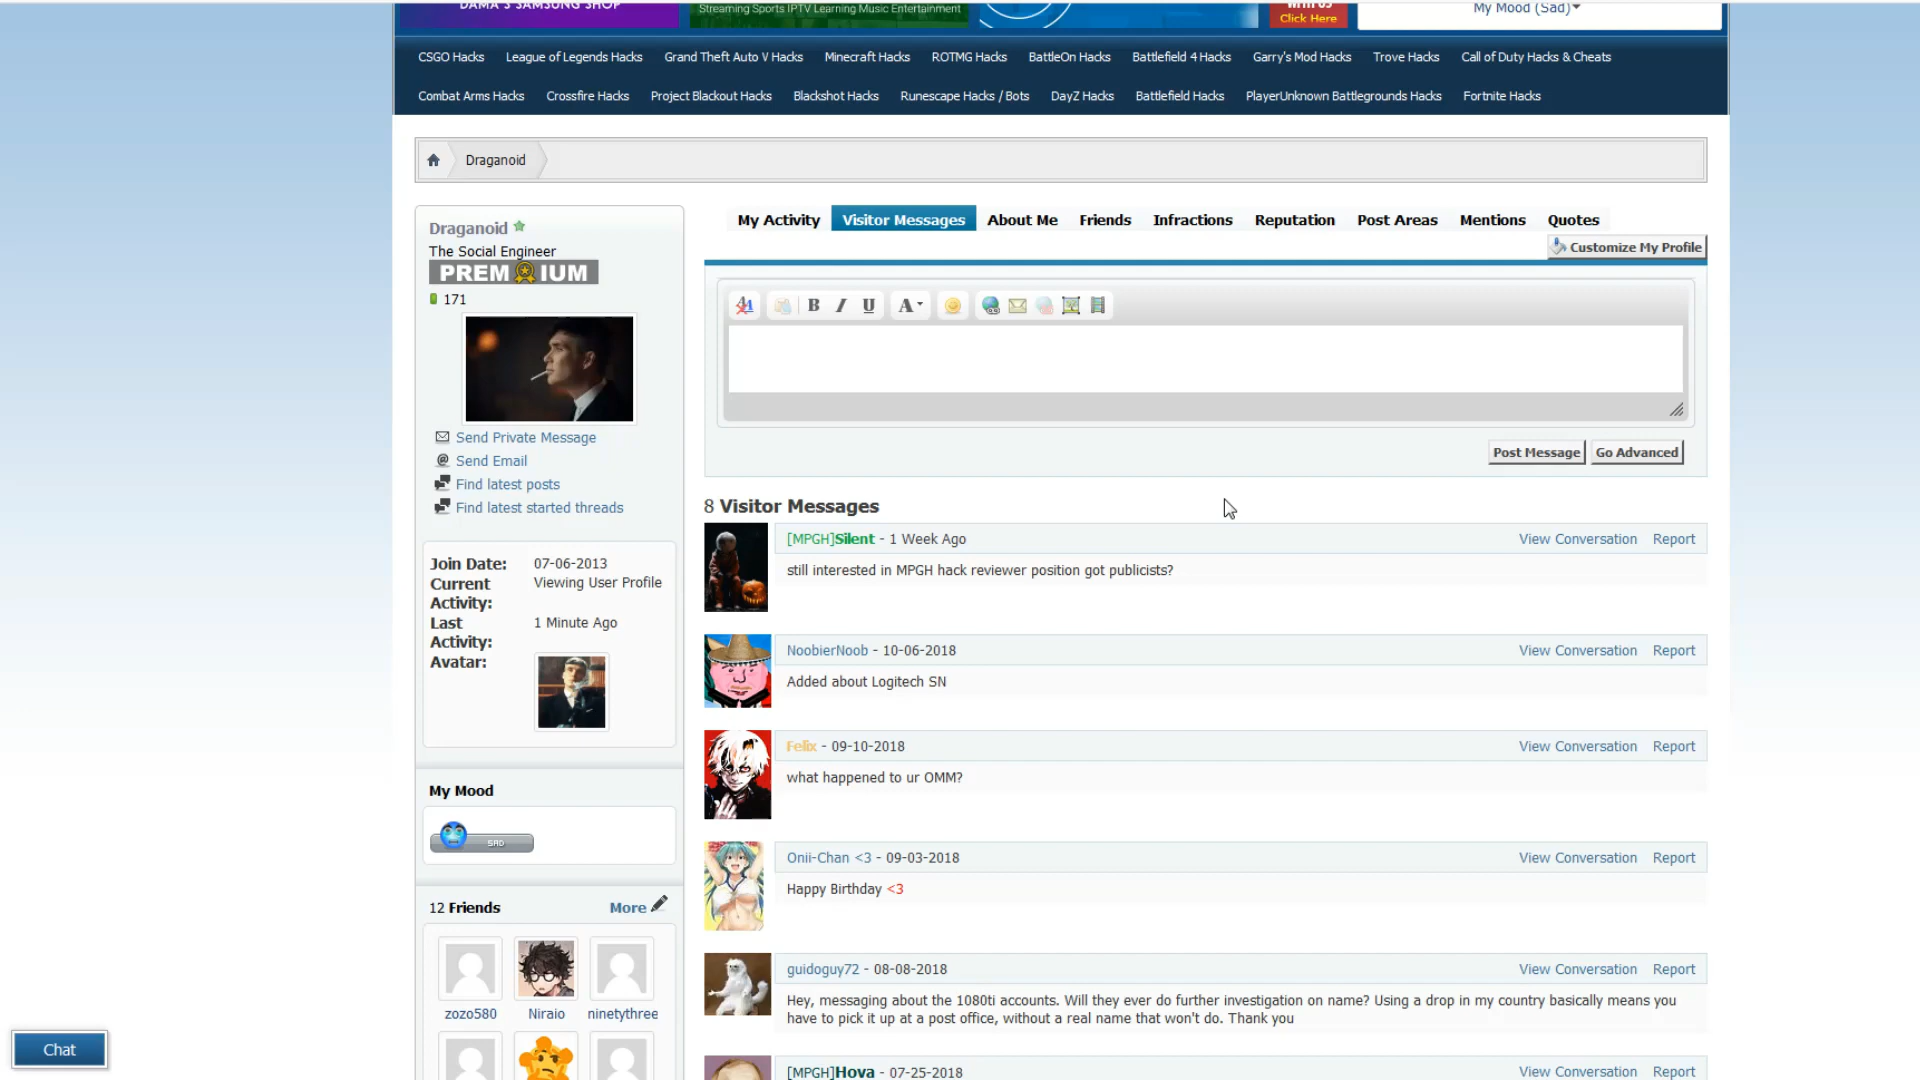 DAMA'S SAMSUNG SHOP
Streaming Sports IPTV Learning Music Entertainment
with us
Click Here
My Mood (Sad)
CSGO Hacks League of Legends Hacks Grand Theft Auto V Hacks Minecraft Hacks ROTMG Hacks BattleOn Hacks Battlefield 4 Hacks Garry's Mod Hacks Trove Hacks Call of Duty Hacks & Cheats
Combat Arms Hacks Crossfire Hacks Project Blackout Hacks Blackshot Hacks Runescape Hacks / Bots DayZ Hacks Battlefield Hacks PlayerUnknown Battlegrounds Hacks Fortnite Hacks
Draganoid
Draganoid
The Social Engineer
PREMIUM
171
Send Private Message
Send Email
Find latest posts
Find latest started threads
Join Date: 07-06-2013
Current Activity: Viewing User Profile
Last Activity: 1 Minute Ago
Avatar:
My Mood
SAD
12 Friends More
zozo580 Niraio ninetythree
Chat
My Activity Visitor Messages About Me Friends Infractions Reputation Post Areas Mentions Quotes
Customize My Profile
B I U A
Post Message Go Advanced
8 Visitor Messages
[MPGH]Silent - 1 Week Ago View Conversation Report
still interested in MPGH hack reviewer position got publicists?
NoobierNoob - 10-06-2018 View Conversation Report
Added about Logitech SN
Felix - 09-10-2018 View Conversation Report
what happened to ur OMM?
Onii-Chan <3 - 09-03-2018 View Conversation Report
Happy Birthday <3
guidoguy72 - 08-08-2018 View Conversation Report
Hey, messaging about the 1080ti accounts. Will they ever do further investigation on name? Using a drop in my country basically means you
have to pick it up at a post office, without a real name that won't do. Thank you
[MPGH]Hova - 07-25-2018 View Conversation Report